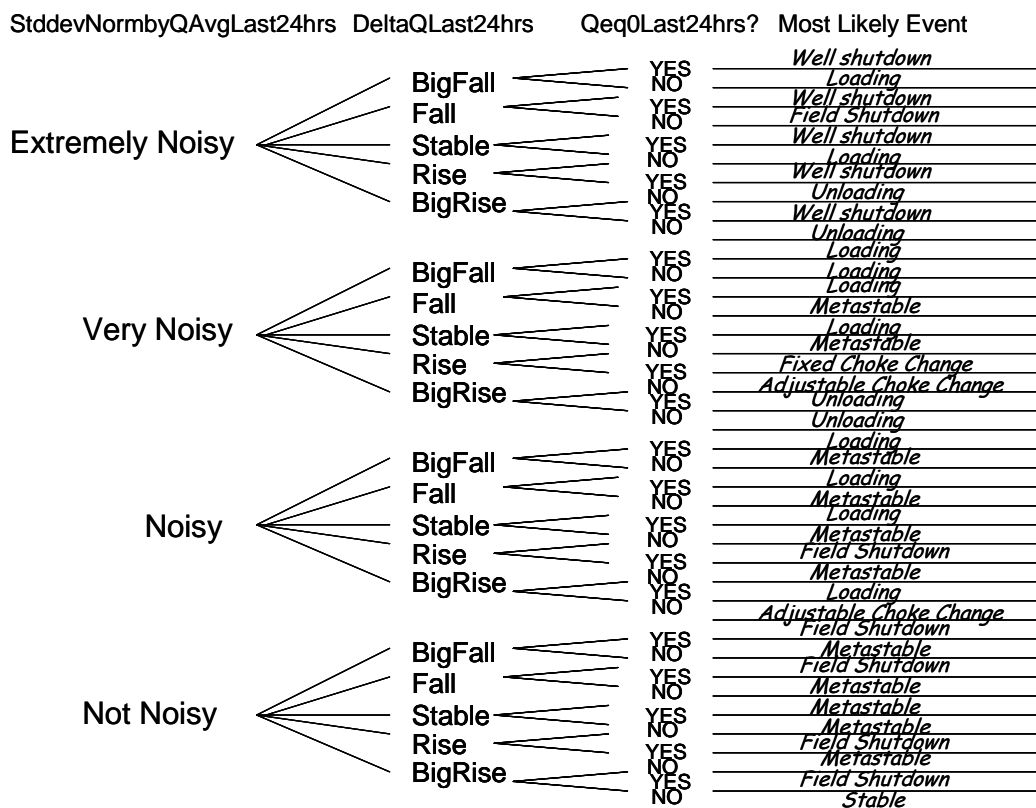 StddevNormbyQAvgLast24hrs DeltaQLast24hrs Qeq0Last24hrs? Most Likely Event
Extremely Noisy
BigFall
YES Well shutdown
NO Loading
Fall
YES Well shutdown
NO Field Shutdown
Stable
YES Well shutdown
NO Loading
Rise
YES Well shutdown
NO Unloading
BigRise
YES Well shutdown
NO Unloading
Very Noisy
BigFall
YES Loading
NO Loading
Fall
YES Loading
NO Metastable
Stable
YES Loading
NO Metastable
Rise
YES Fixed Choke Change
NO Adjustable Choke Change
BigRise
YES Unloading
NO Unloading
Noisy
BigFall
YES Loading
NO Metastable
Fall
YES Loading
NO Metastable
Stable
YES Loading
NO Metastable
Rise
YES Field Shutdown
NO Metastable
BigRise
YES Loading
NO Adjustable Choke Change
Not Noisy
BigFall
YES Field Shutdown
NO Metastable
Fall
YES Field Shutdown
NO Metastable
Stable
YES Metastable
NO Metastable
Rise
YES Field Shutdown
NO Metastable
BigRise
YES Field Shutdown
NO Stable